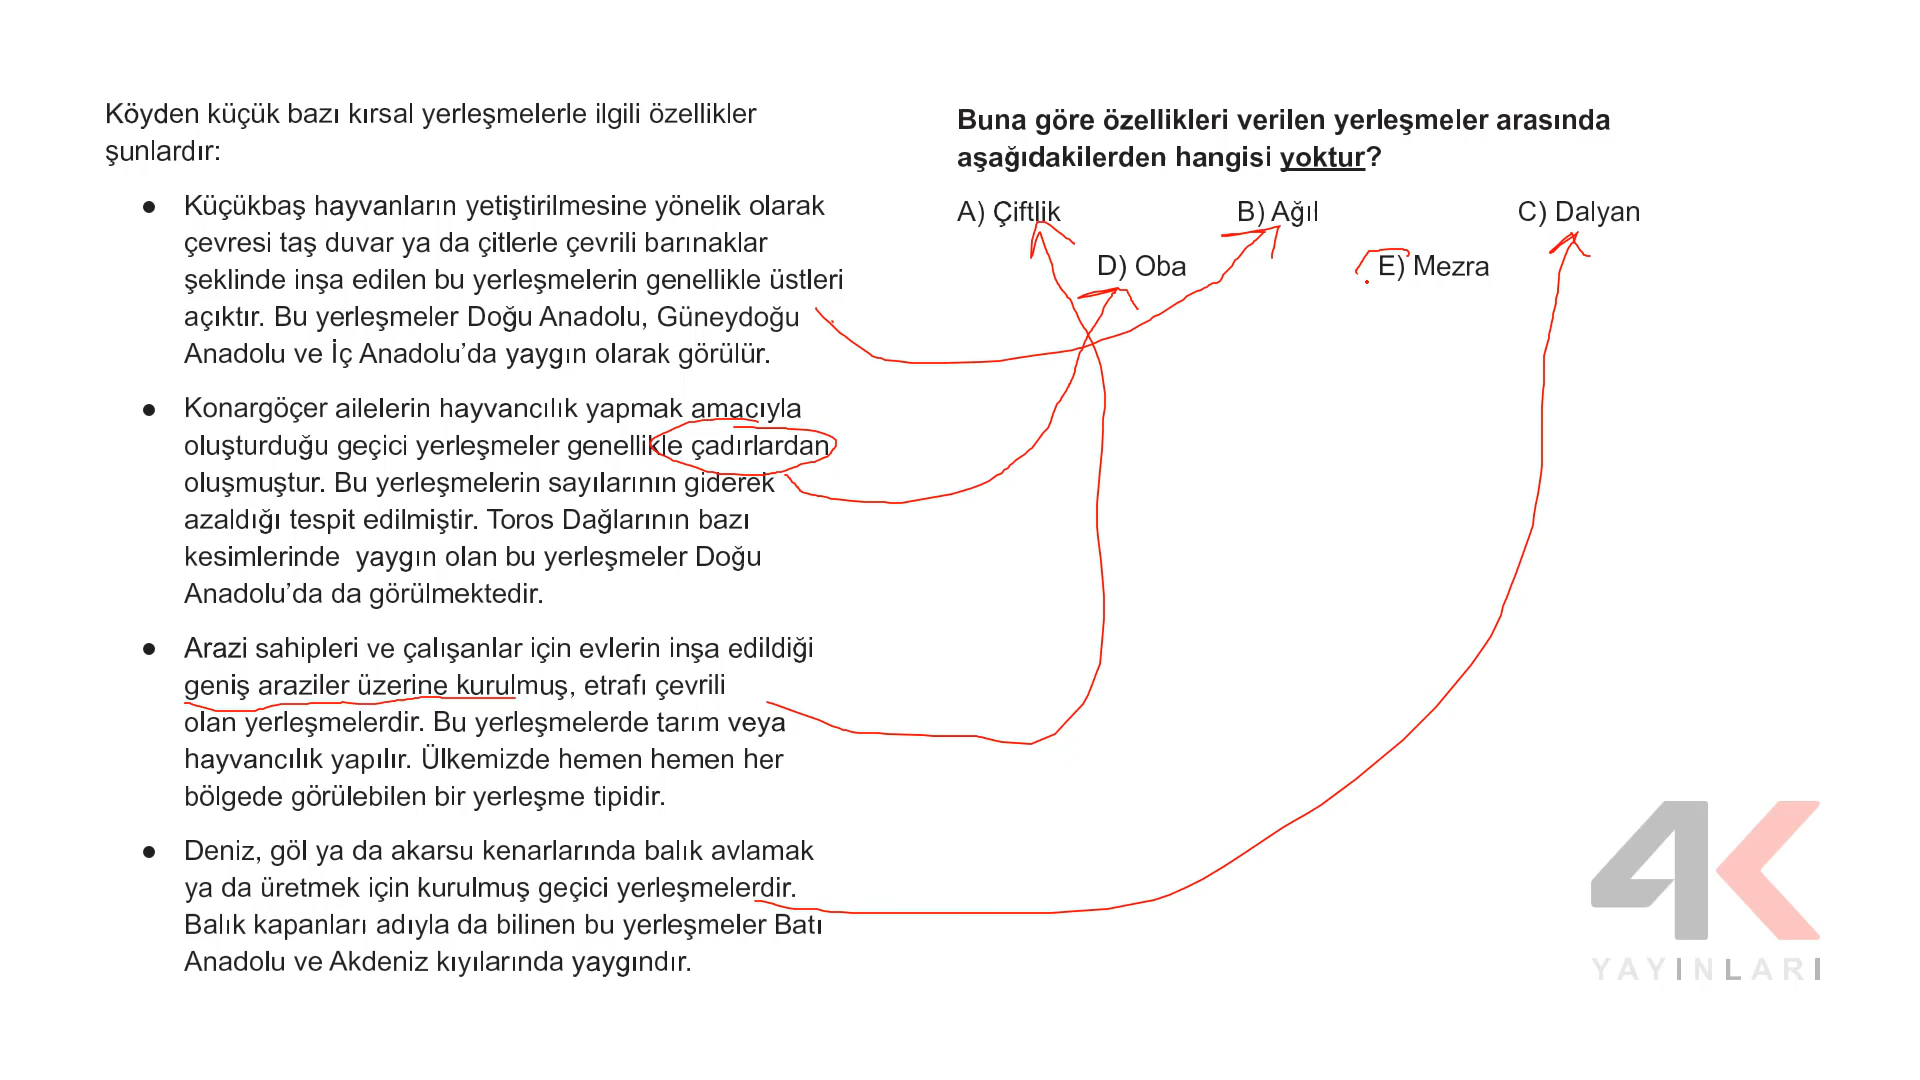 Köyden küçük bazı kırsal yerleşmelerle ilgili özellikler
şunlardır:
● Küçükbaş hayvanların yetiştirilmesine yönelik olarak
çevresi taş duvar ya da çitlerle çevrili barınaklar
şeklinde inşa edilen bu yerleşmelerin genellikle üstleri
açıktır. Bu yerleşmeler Doğu Anadolu, Güneydoğu
Anadolu ve İç Anadolu’da yaygın olarak görülür.
● Konargöçer ailelerin hayvancılık yapmak amacıyla
oluşturduğu geçici yerleşmeler genellikle çadırlardan
oluşmuştur. Bu yerleşmelerin sayılarının giderek
azaldığı tespit edilmiştir. Toros Dağlarının bazı
kesimlerinde yaygın olan bu yerleşmeler Doğu
Anadolu’da da görülmektedir.
● Arazi sahipleri ve çalışanlar için evlerin inşa edildiği
geniş araziler üzerine kurulmuş, etrafı çevrili
olan yerleşmelerdir. Bu yerleşmelerde tarım veya
hayvancılık yapılır. Ülkemizde hemen hemen her
bölgede görülebilen bir yerleşme tipidir.
● Deniz, göl ya da akarsu kenarlarında balık avlamak
ya da üretmek için kurulmuş geçici yerleşmelerdir.
Balık kapanları adıyla da bilinen bu yerleşmeler Batı
Anadolu ve Akdeniz kıyılarında yaygındır.
Buna göre özellikleri verilen yerleşmeler arasında
aşağıdakilerden hangisi yoktur?
A) Çiftlik B) Ağıl C) Dalyan
D) Oba E) Mezra
4K
YAYINLARI